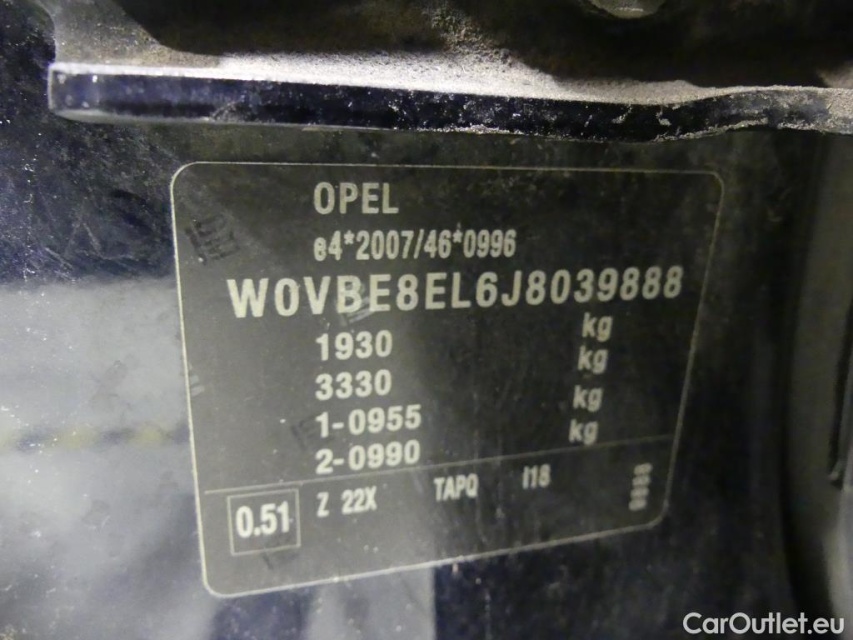 OPEL
e4*2007/46*0996
W0VBE8EL6J8039888
1930 kg
3330 kg
1-0955 kg
2-0990 kg
0.51 Z 22X TAPQ I18
CarOutlet.eu